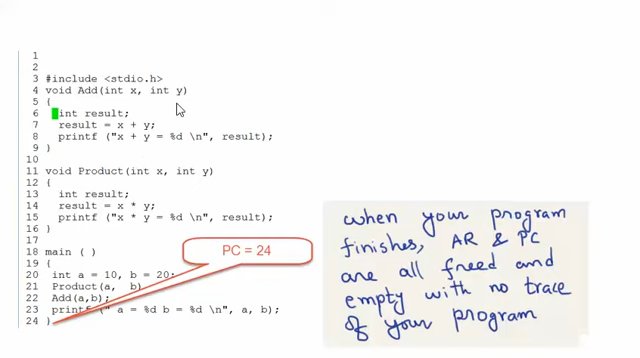 1
2
3 #include <stdio.h>
4 void Add(int x, int y)
5 {
6 int result;
7 result = x + y;
8 printf ("x + y = %d \n", result);
9 }
10
11 void Product(int x, int y)
12 {
13 int result;
14 result = x * y;
15 printf ("x * y = %d \n", result);
16 }
17
18 main ( )
19 {
20 int a = 10, b = 20;
21 Product(a, b)
22 Add(a,b);
23 printf(" a = %d b = %d \n", a, b);
24 }
PC = 24
when your program
finishes, AR & PC
are all freed and
empty with no trace
of your program